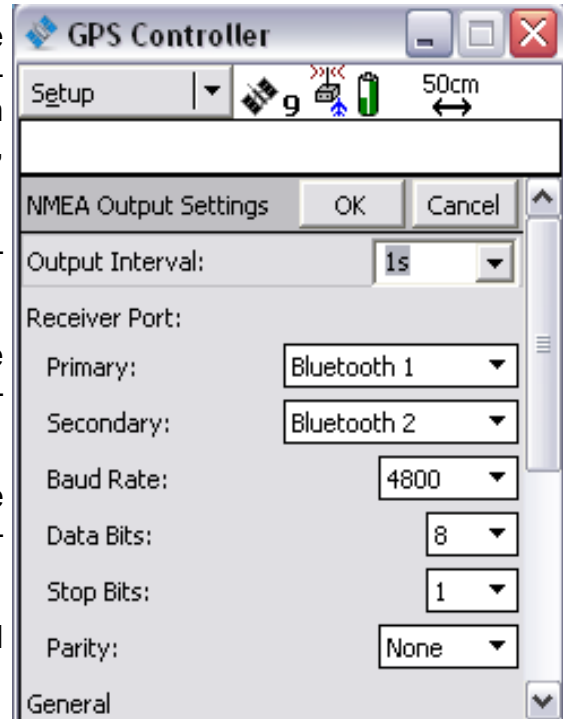 GPS Controller
Setup 9 50cm
NMEA Output Settings OK Cancel
Output Interval: 1s
Receiver Port:
Primary: Bluetooth 1
Secondary: Bluetooth 2
Baud Rate: 4800
Data Bits: 8
Stop Bits: 1
Parity: None
General